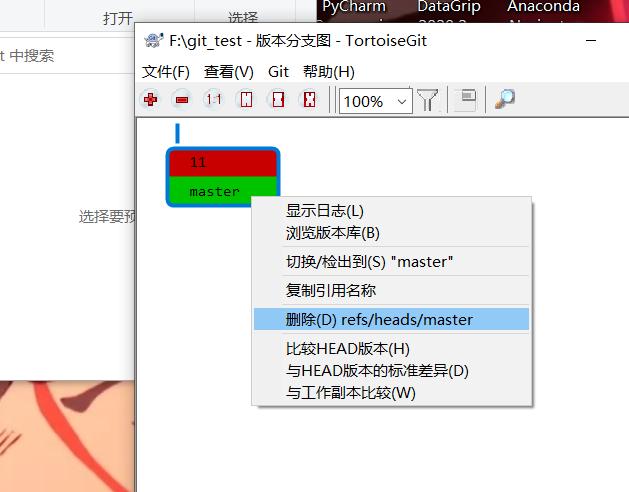 PyCharm
DataGrip
Anaconda
打开
选择
F:\git_test - 版本分支图 - TortoiseGit
t 中搜索
文件(F) 查看(V) Git 帮助(H)
1:1
100%
11
master
选择要预
显示日志(L)
浏览版本库(B)
切换/检出到(S) "master"
复制引用名称
删除(D) refs/heads/master
比较HEAD版本(H)
与HEAD版本的标准差异(D)
与工作副本比较(W)